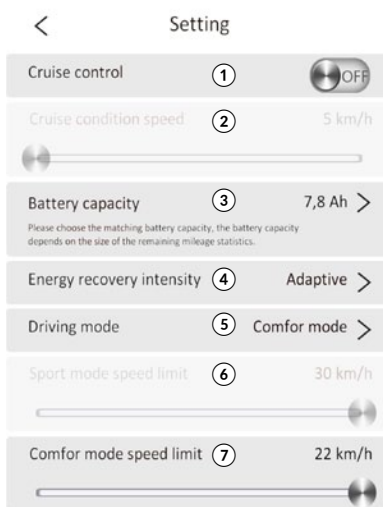 Setting
Cruise control 1 OFF
Cruise condition speed 2 5 km/h
Battery capacity 3 7,8 Ah
Please choose the matching battery capacity, the battery capacity
depends on the size of the remaining mileage statistics.
Energy recovery intensity 4 Adaptive
Driving mode 5 Comfor mode
Sport mode speed limit 6 30 km/h
Comfor mode speed limit 7 22 km/h